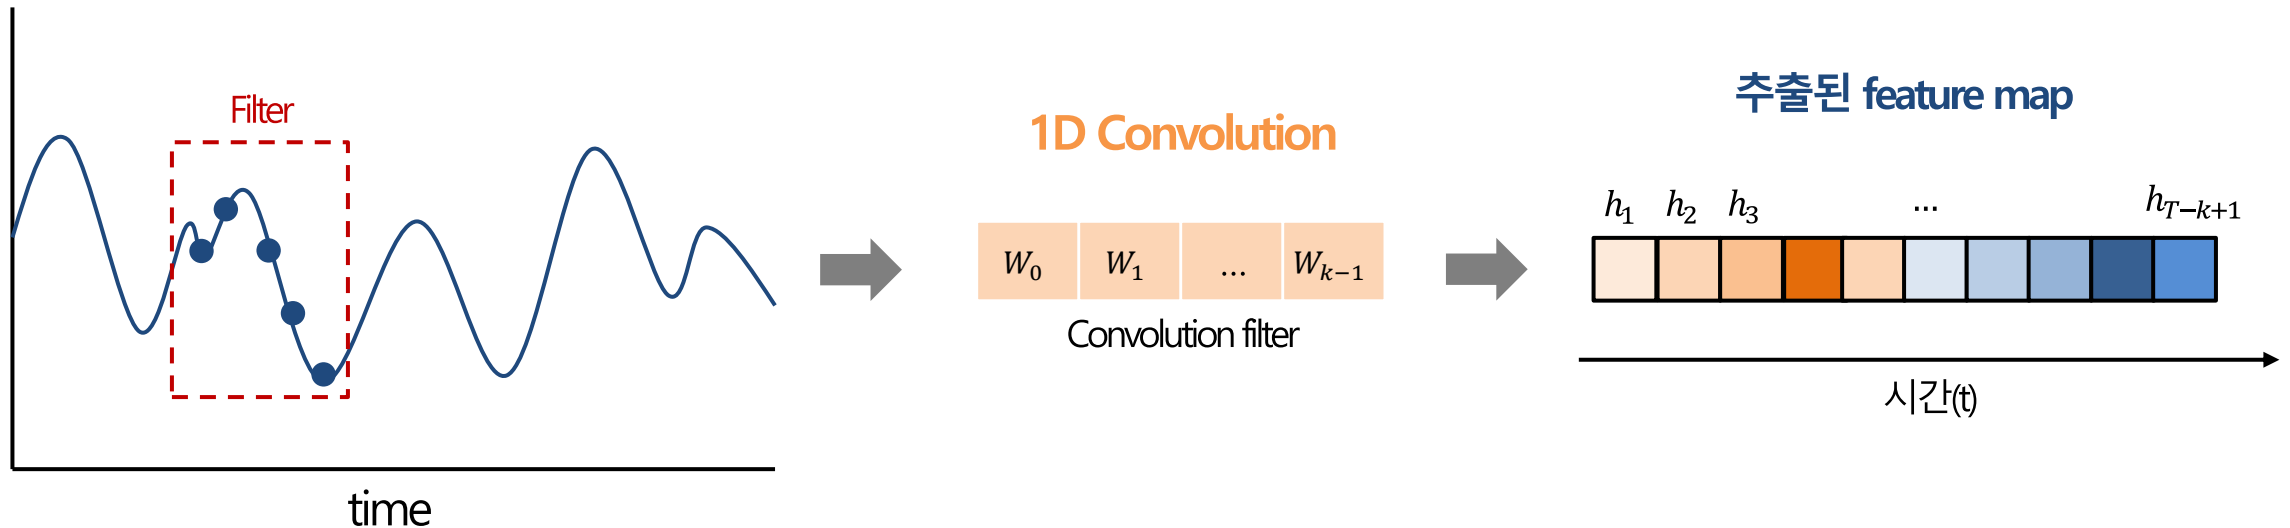 Filter
time
1D Convolution
W₀ W₁ ... Wₖ₋₁
Convolution filter
추출된 feature map
h₁ h₂ h₃ ... h_T−k+1
시간(t)